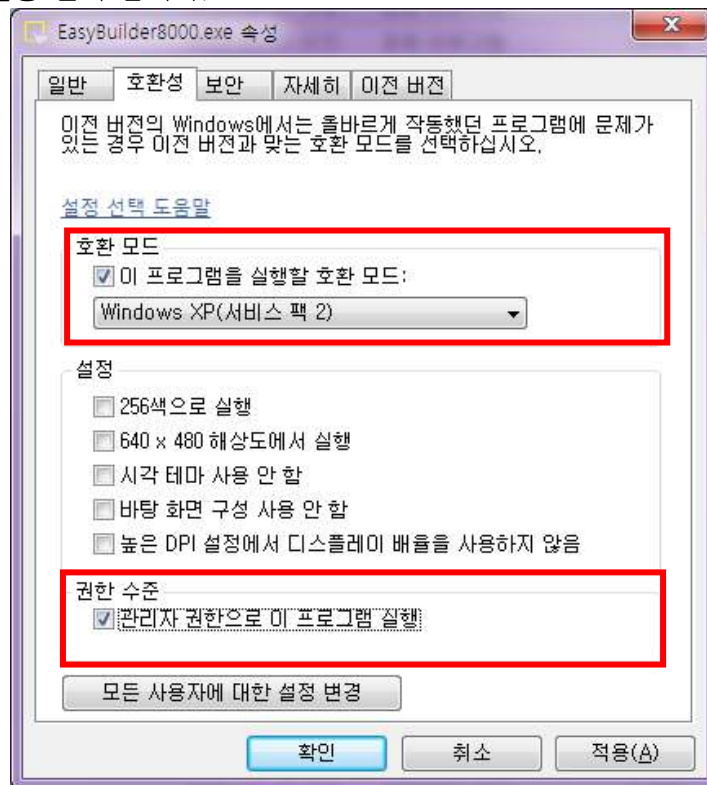 EasyBuilder8000.exe 속성
일반 호환성 보안 자세히 이전 버전
이전 버전의 Windows에서는 올바르게 작동했던 프로그램에 문제가
있는 경우 이전 버전과 맞는 호환 모드를 선택하십시오.
설정 선택 도움말
호환 모드
이 프로그램을 실행할 호환 모드:
Windows XP(서비스 팩 2)
설정
256색으로 실행
640 x 480 해상도에서 실행
시각 테마 사용 안 함
바탕 화면 구성 사용 안 함
높은 DPI 설정에서 디스플레이 배율을 사용하지 않음
권한 수준
관리자 권한으로 이 프로그램 실행
모든 사용자에 대한 설정 변경
확인 취소 적용(A)